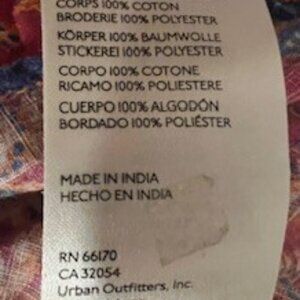 CORPS 100% COTON
BRODERIE 100% POLYESTER
KÖRPER 100% BAUMWOLLE
STICKEREI 100% POLYESTER
CORPO 100% COTONE
RICAMO 100% POLIESTERE
CUERPO 100% ALGODÓN
BORDADO 100% POLIÉSTER
MADE IN INDIA
HECHO EN INDIA
RN 66170
CA 32054
Urban Outfitters, Inc.